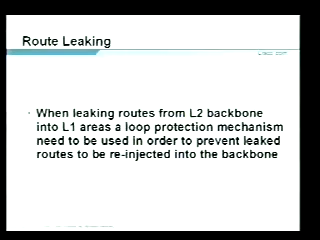 Route Leaking
· When leaking routes from L2 backbone
into L1 areas a loop protection mechanism
need to be used in order to prevent leaked
routes to be re-injected into the backbone